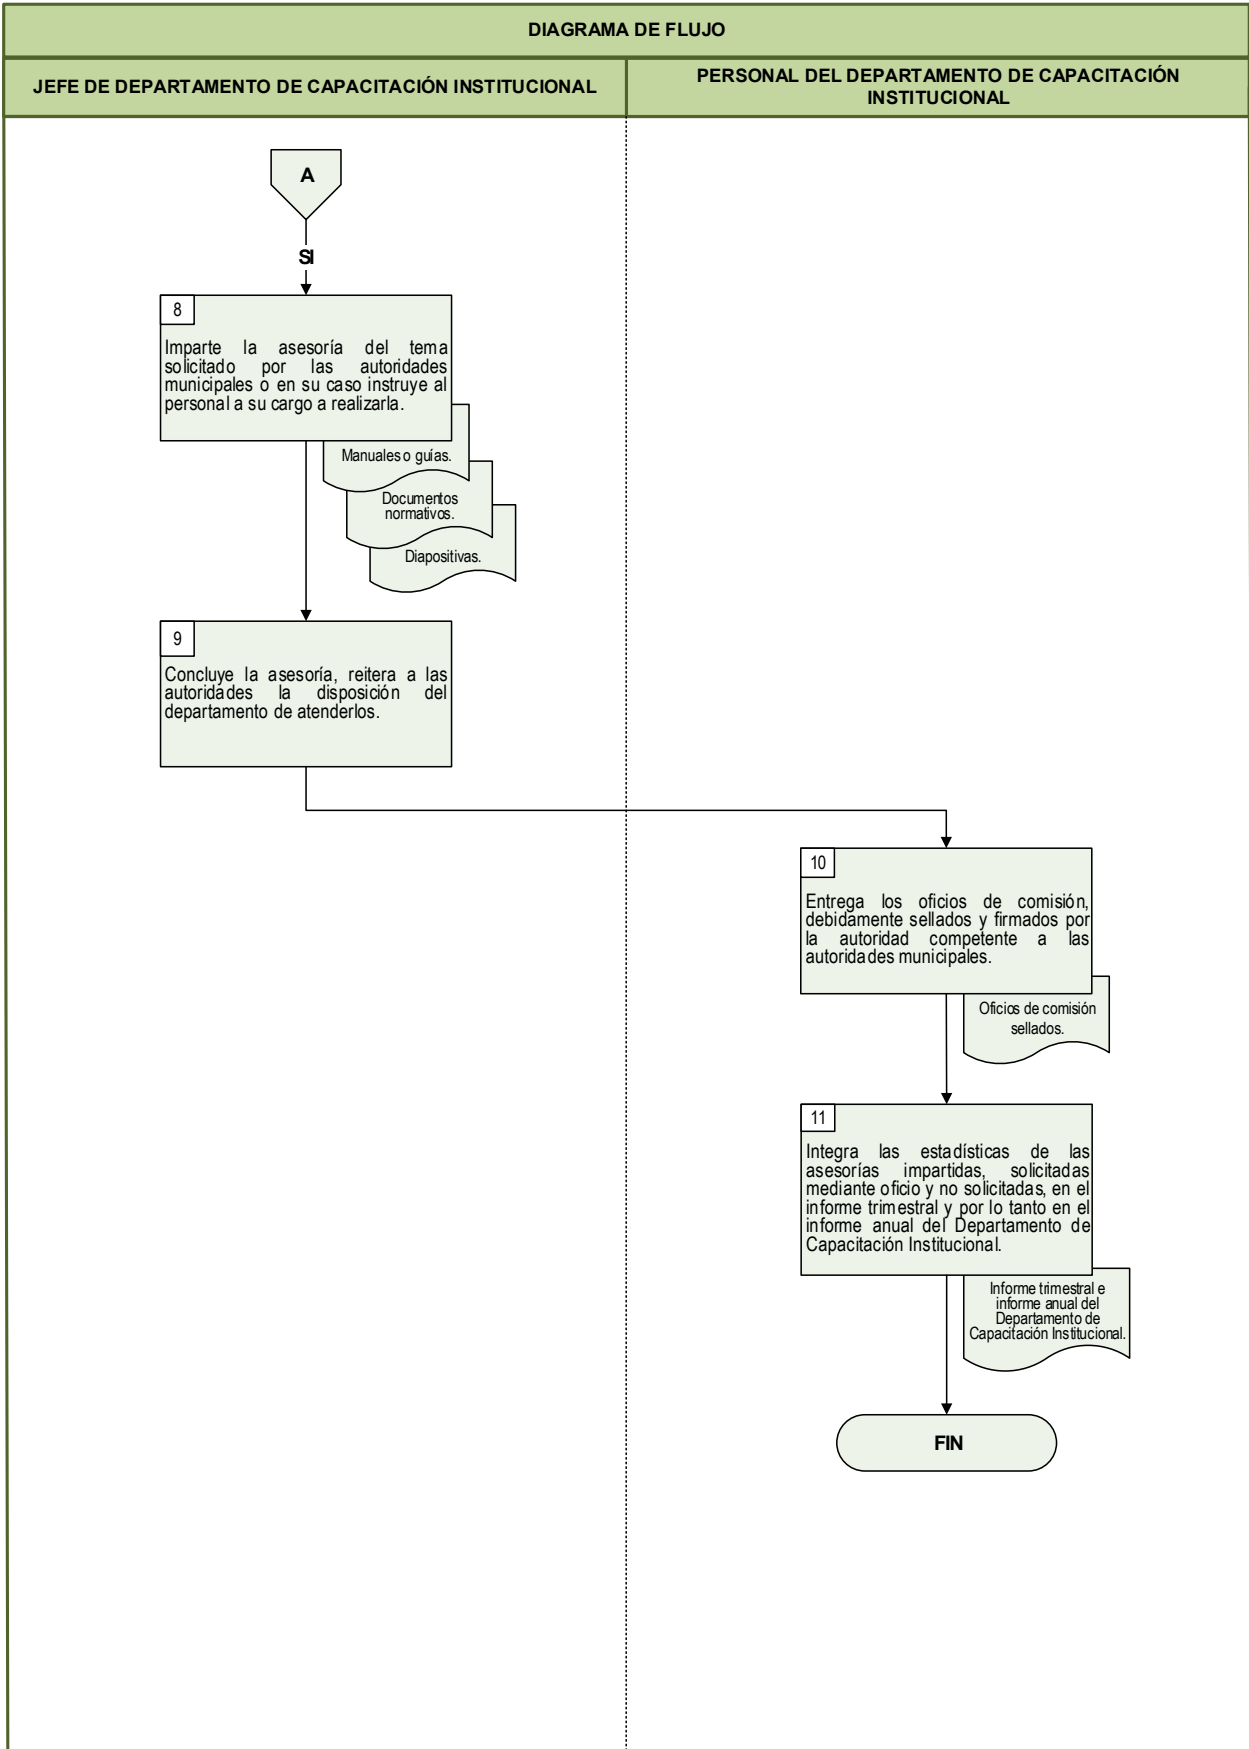 DIAGRAMA DE FLUJO
JEFE DE DEPARTAMENTO DE CAPACITACIÓN INSTITUCIONAL
PERSONAL DEL DEPARTAMENTO DE CAPACITACIÓN
INSTITUCIONAL
A
SI
8
Imparte la asesoría del tema
solicitado por las autoridades
municipales o en su caso instruye al
personal a su cargo a realizarla.
Manuales o guías.
Documentos
normativos.
Diapositivas.
9
Concluye la asesoría, reitera a las
autoridades la disposición del
departamento de atenderlos.
10
Entrega los oficios de comisión,
debidamente sellados y firmados por
la autoridad competente a las
autoridades municipales.
Oficios de comisión
sellados.
11
Integra las estadísticas de las
asesorías impartidas, solicitadas
mediante oficio y no solicitadas, en el
informe trimestral y por lo tanto en el
informe anual del Departamento de
Capacitación Institucional.
Informe trimestral e
informe anual del
Departamento de
Capacitación Institucional.
FIN